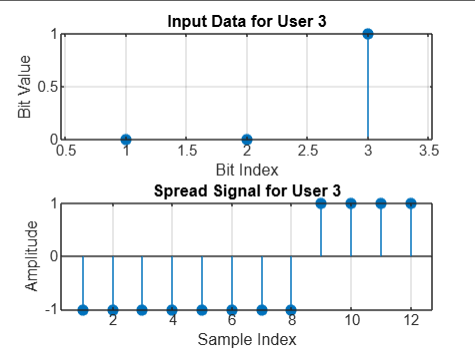 Input Data for User 3
1
0.5
0
Bit Value
0.5 1 1.5 2 2.5 3 3.5
Bit Index
Spread Signal for User 3
1
0
-1
Amplitude
2 4 6 8 10 12
Sample Index